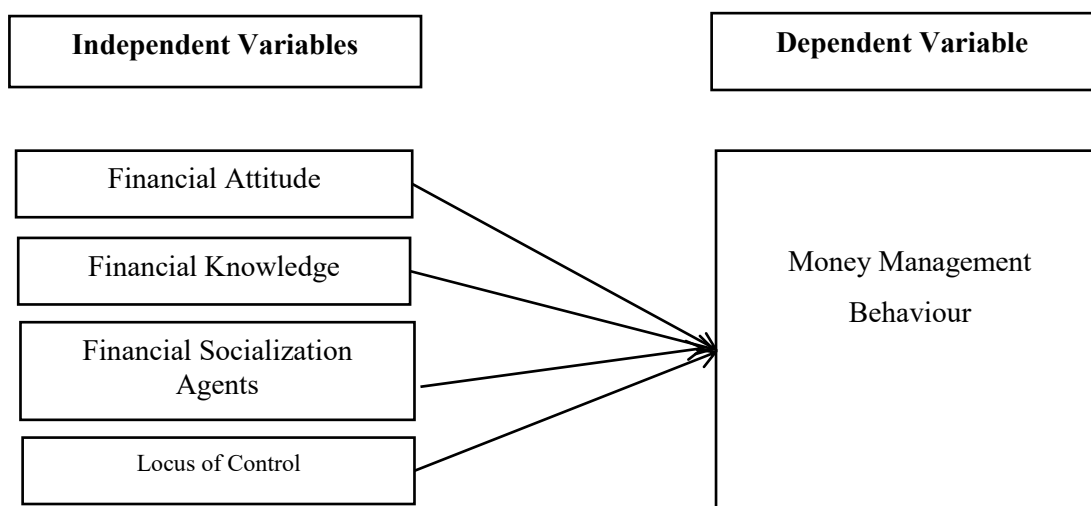 Independent Variables
Dependent Variable
Financial Attitude
Financial Knowledge
Financial Socialization
Agents
Locus of Control
Money Management
Behaviour